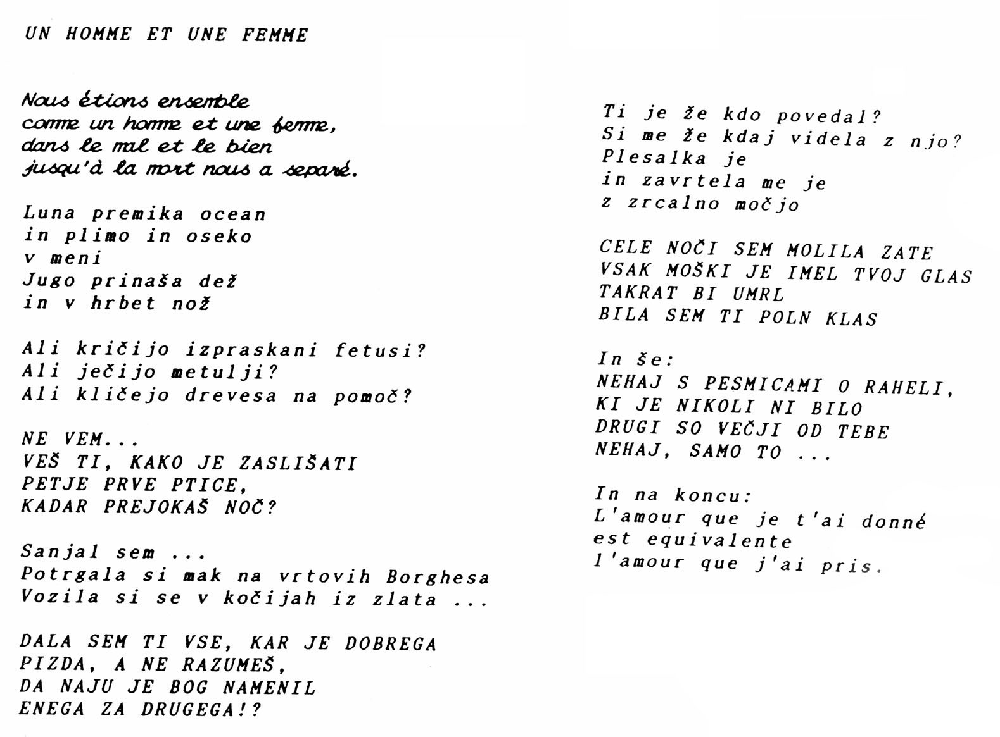 UN HOMME ET UNE FEMME
Nous étions ensemble
comme un homme et une femme,
dans le mal et le bien
jusqu'à la mort nous a separé.
Luna premika ocean
in plimo in oseko
v meni
Jugo prinaša dež
in v hrbet nož
Ali kričijo izpraskani fetusi?
Ali ječijo metulji?
Ali kličejo drevesa na pomoč?
NE VEM...
VEŠ TI, KAKO JE ZASLIŠATI
PETJE PRVE PTICE,
KADAR PREJOKAŠ NOČ?
Sanjal sem ...
Potrgala si mak na vrtovih Borghesa
Vozila si se v kočijah iz zlata ...
DALA SEM TI VSE, KAR JE DOBREGA
PIZDA, A NE RAZUMEŠ,
DA NAJU JE BOG NAMENIL
ENEGA ZA DRUGEGA!?
Ti je že kdo povedal?
Si me že kdaj videla z njo?
Plesalka je
in zavrtela me je
z zrcalno močjo
CELE NOČI SEM MOLILA ZATE
VSAK MOŠKI JE IMEL TVOJ GLAS
TAKRAT BI UMRL
BILA SEM TI POLN KLAS
In še:
NEHAJ S PESMICAMI O RAHELI,
KI JE NIKOLI NI BILO
DRUGI SO VEČJI OD TEBE
NEHAJ, SAMO TO ...
In na koncu:
L'amour que je t'ai donné
est equivalente
l'amour que j'ai pris.